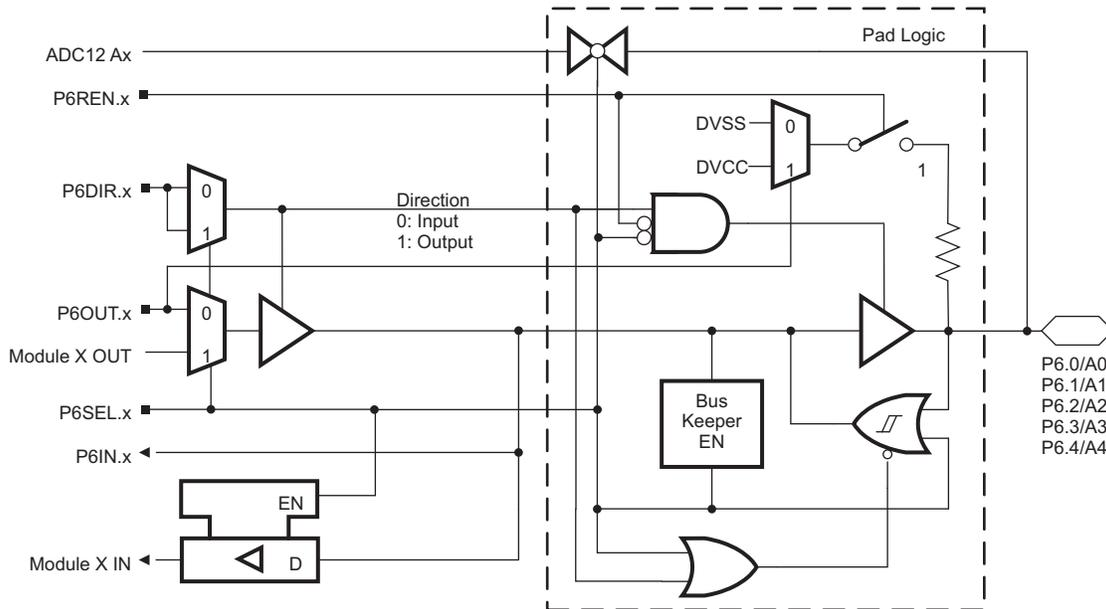 Pad Logic
ADC12 Ax
P6REN.x
DVSS
0
DVCC
1
1
P6DIR.x
0
1
Direction
0: Input
1: Output
P6OUT.x
0
Module X OUT
1
P6.0/A0
P6.1/A1
P6.2/A2
P6.3/A3
P6.4/A4
P6SEL.x
Bus
Keeper
EN
P6IN.x
EN
Module X IN
D